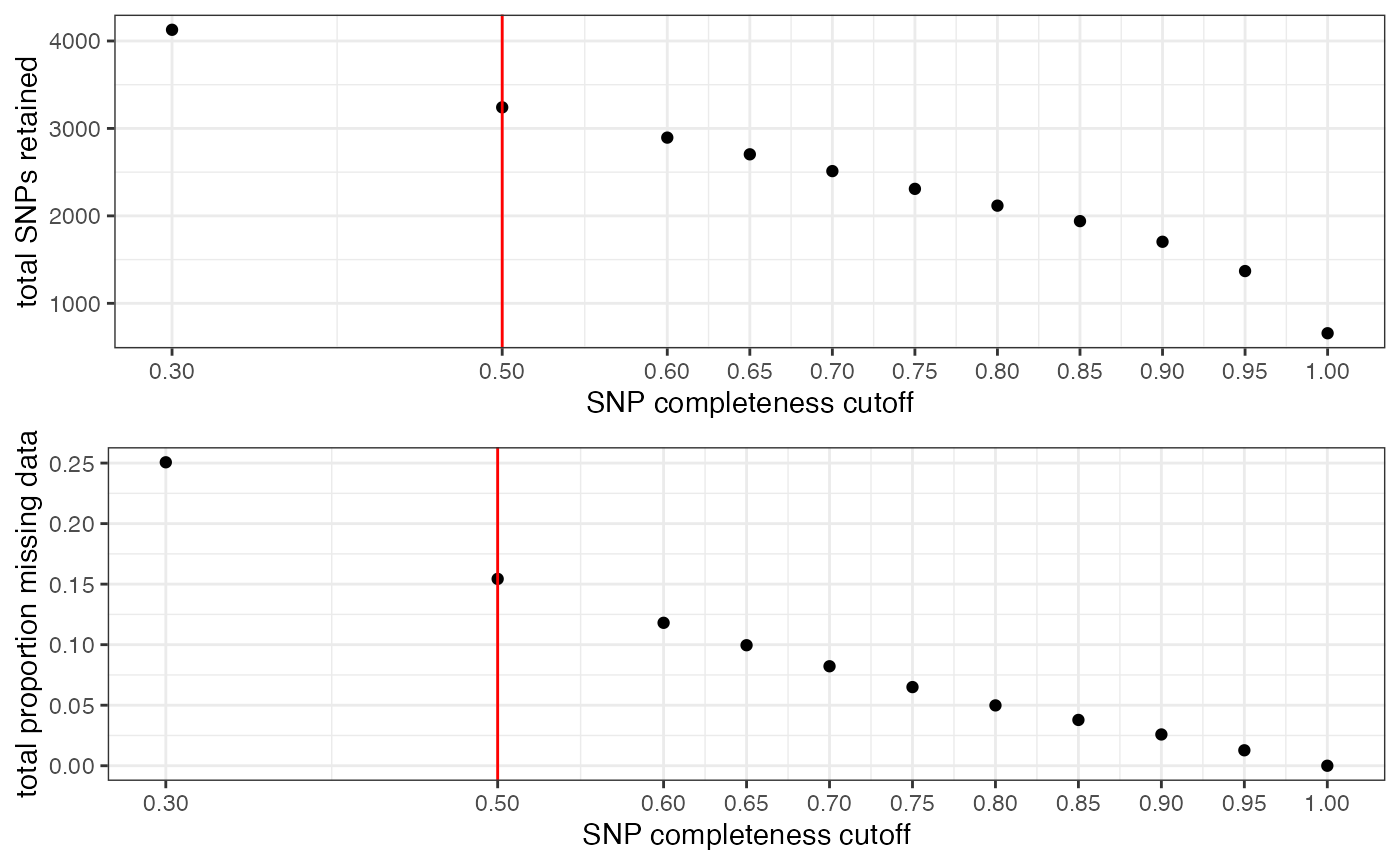 total SNPs retained
4000
3000
2000
1000
0.30 0.50 0.60 0.65 0.70 0.75 0.80 0.85 0.90 0.95 1.00
SNP completeness cutoff
total proportion missing data
0.25
0.20
0.15
0.10
0.05
0.00
0.30 0.50 0.60 0.65 0.70 0.75 0.80 0.85 0.90 0.95 1.00
SNP completeness cutoff